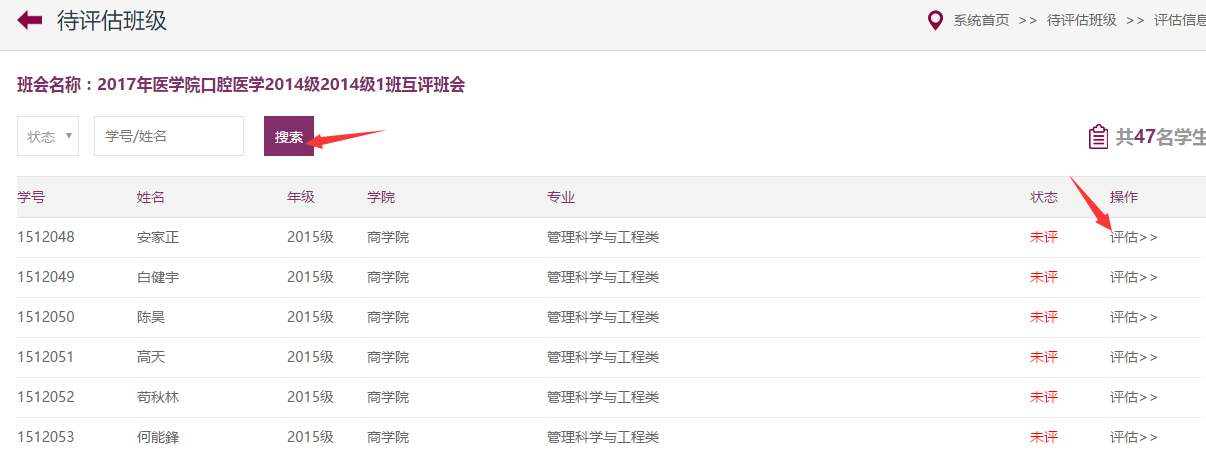 待评估班级
系统首页 >> 待评估班级 >> 评估信息
班会名称：2017年医学院口腔医学2014级2014级1班互评班会
状态 ▼ 学号/姓名 搜索 共47名学生
学号 姓名 年级 学院 专业 状态 操作
1512048 安家正 2015级 商学院 管理科学与工程类 未评 评估>>
1512049 白健宇 2015级 商学院 管理科学与工程类 未评 评估>>
1512050 陈昊 2015级 商学院 管理科学与工程类 未评 评估>>
1512051 高天 2015级 商学院 管理科学与工程类 未评 评估>>
1512052 苟秋林 2015级 商学院 管理科学与工程类 未评 评估>>
1512053 何能鋒 2015级 商学院 管理科学与工程类 未评 评估>>